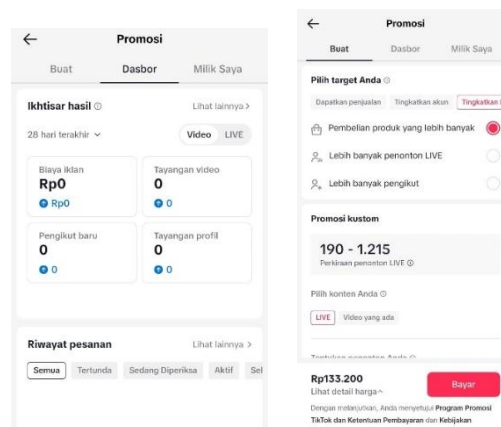 Promosi
Buat Dasbor Milik Saya
Ikhtisar hasil
Lihat lainnya >
28 hari terakhir
Video LIVE
Biaya iklan
Rp0
Rp0
Tayangan video
0
0
Pengikut baru
0
0
Tayangan profil
0
0
Riwayat pesanan
Lihat lainnya >
Semua Tertunda Sedang Diperiksa Aktif Sel
Promosi
Buat Dasbor Milik Saya
Pilih target Anda
Dapatkan penjualan Tingkatkan akun Tingkatkan
Pembelian produk yang lebih banyak
Lebih banyak penonton LIVE
Lebih banyak pengikut
Promosi kustom
190 - 1.215
Perkiraan penonton LIVE
Pilih konten Anda
LIVE Video yang ada
Tentukan penonton Anda
Rp133.200
Lihat detail harga
Bayar
Dengan melanjutkan, Anda menyetujui Program Promosi
TikTok dan Ketentuan Pembayaran dan Kebijakan